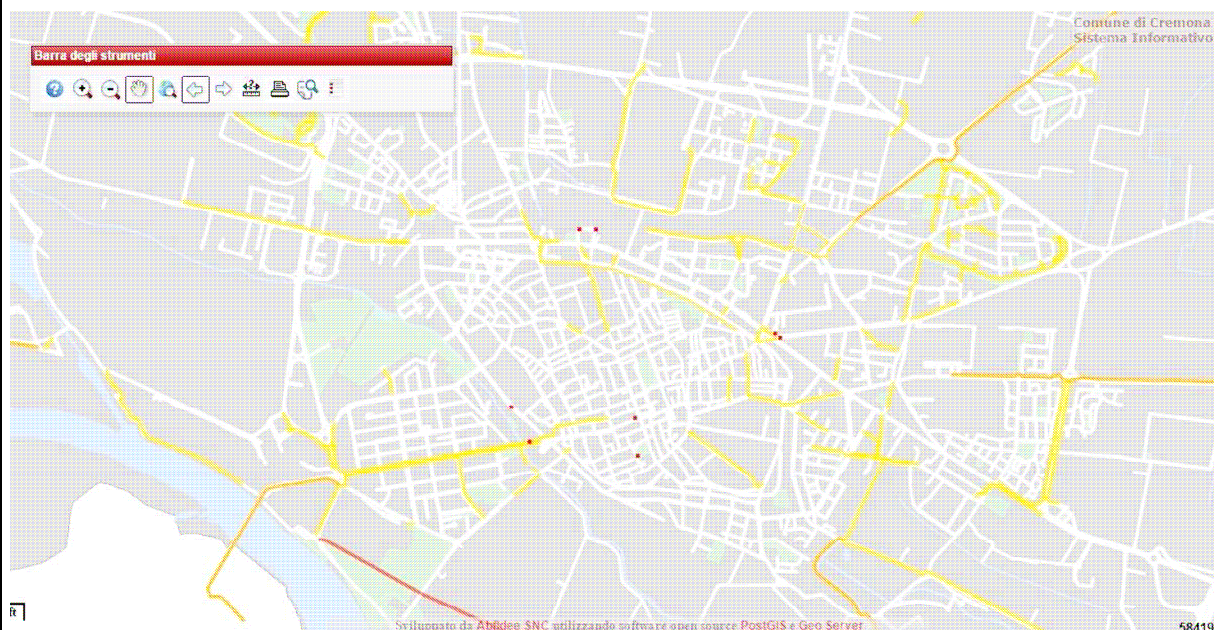 Comune di Cremona
Sistema Informativo
Barra degli strumenti
Sviluppato da Abildee SNC utilizzando software open source PostGIS e Geo Server
58419